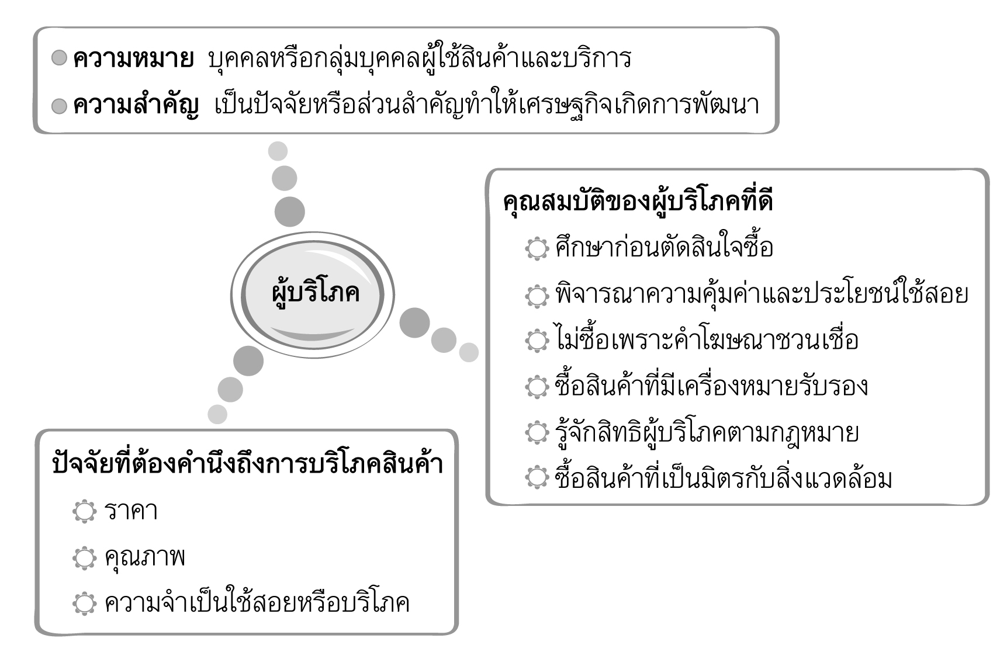 ความหมาย บุคคลหรือกลุ่มบุคคลผู้ใช้สินค้าและบริการ
ความสำคัญ เป็นปัจจัยหรือส่วนสำคัญทำให้เศรษฐกิจเกิดการพัฒนา
ผู้บริโภค
คุณสมบัติของผู้บริโภคที่ดี
ศึกษาก่อนตัดสินใจซื้อ
พิจารณาความคุ้มค่าและประโยชน์ใช้สอย
ไม่ซื้อเพราะคำโฆษณาชวนเชื่อ
ซื้อสินค้าที่มีเครื่องหมายรับรอง
รู้จักสิทธิผู้บริโภคตามกฎหมาย
ซื้อสินค้าที่เป็นมิตรกับสิ่งแวดล้อม
ปัจจัยที่ต้องคำนึงถึงการบริโภคสินค้า
ราคา
คุณภาพ
ความจำเป็นใช้สอยหรือบริโภค